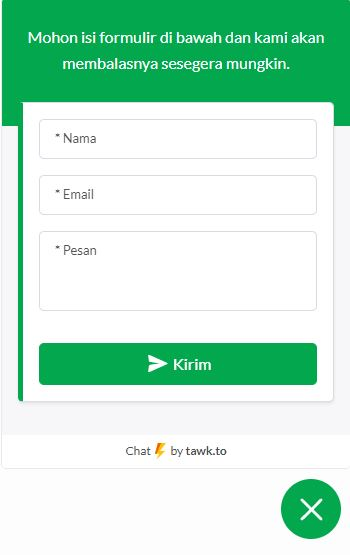 Mohon isi formulir di bawah dan kami akan
membalasnya sesegera mungkin.
* Nama
* Email
* Pesan
Kirim
Chat ⚡ by tawk.to